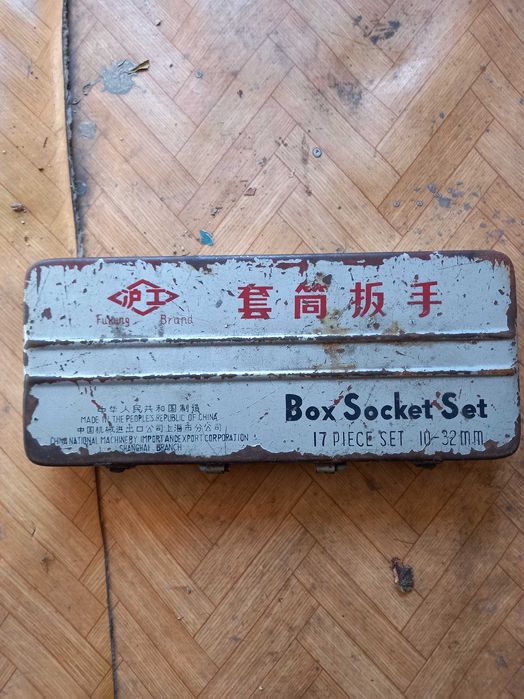 沪工
套筒扳手
Brand
Box Socket Set
17 PIECE SET 10-32mm
中华人民共和国制造
MADE IN THE PEOPLES REPUBLIC OF CHINA
中国机械进出口公司上海市分公司
CHINA NATIONAL MACHINERY IMPORT AND EXPORT CORPORATION
SHANGHAI BRANCH